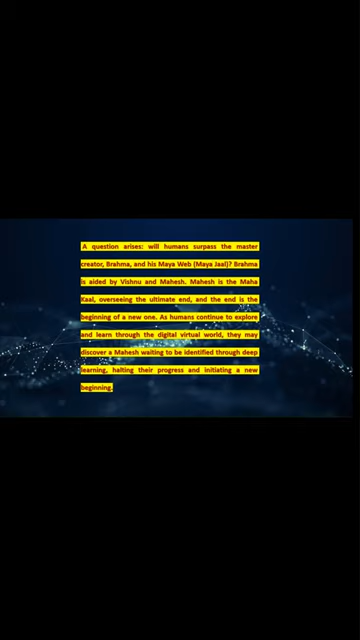 A question arises: will humans surpass the master
creator, Brahma, and his Maya Web (Maya Jaal)? Brahma
is aided by Vishnu and Mahesh. Mahesh is the Maha
Kaal, overseeing the ultimate end, and the end is the
beginning of a new one. As humans continue to explore
and learn through the digital virtual world, they may
discover a Mahesh waiting to be identified through deep
learning, halting their progress and initiating a new
beginning.